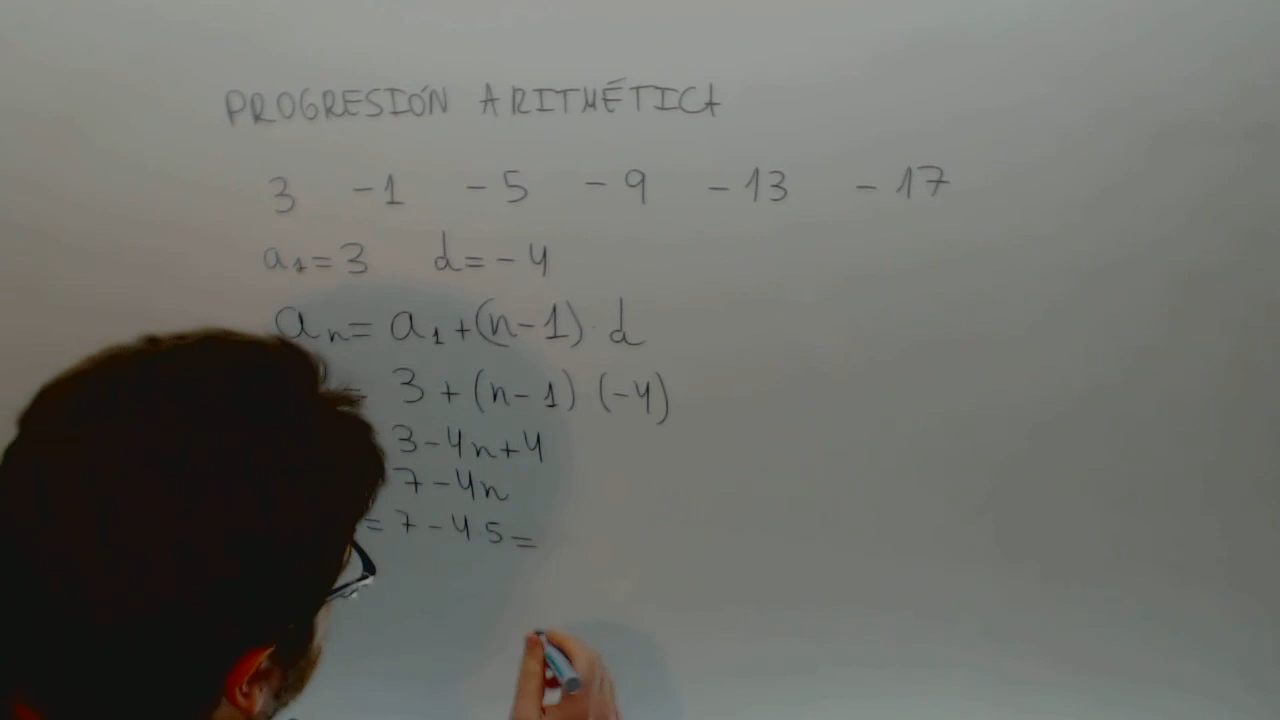 PROGRESIÓN ARITMÉTICA
3 -1 -5 -9 -13 -17
a₁=3 d=-4
aₙ= a₁+(n-1)·d
= 3+(n-1)(-4)
3-4n+4
7-4n
=7-4·5=